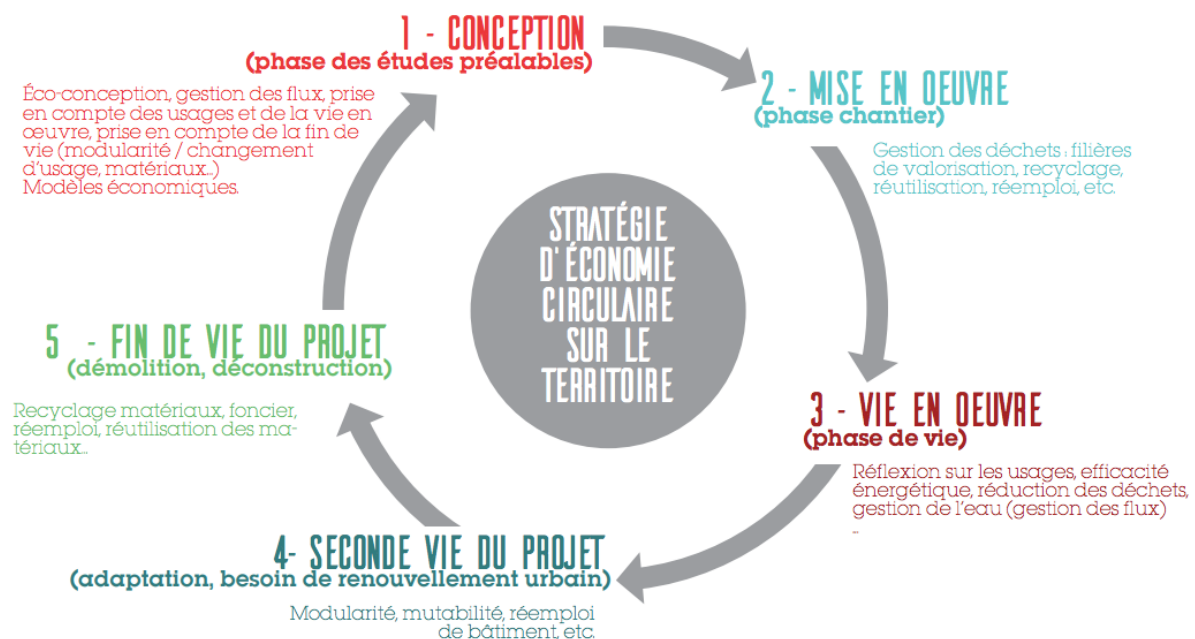 1 - CONCEPTION
(phase des études préalables)
Éco-conception, gestion des flux, prise
en compte des usages et de la vie en
œuvre, prise en compte de la fin de
vie (modularité / changement
d'usage, matériaux...)
Modèles économiques.
2 - MISE EN OEUVRE
(phase chantier)
Gestion des déchets : filières
de valorisation, recyclage,
réutilisation, réemploi, etc.
STRATÉGIE
D'ÉCONOMIE
CIRCULAIRE
SUR LE
TERRITOIRE
3 - VIE EN OEUVRE
(phase de vie)
Réflexion sur les usages, efficacité
énergétique, réduction des déchets,
gestion de l'eau (gestion des flux)
...
4- SECONDE VIE DU PROJET
(adaptation, besoin de renouvellement urbain)
Modularité, mutabilité, réemploi
de bâtiment, etc.
5 - FIN DE VIE DU PROJET
(démolition, déconstruction)
Recyclage matériaux, foncier,
réemploi, réutilisation des ma-
tériaux...